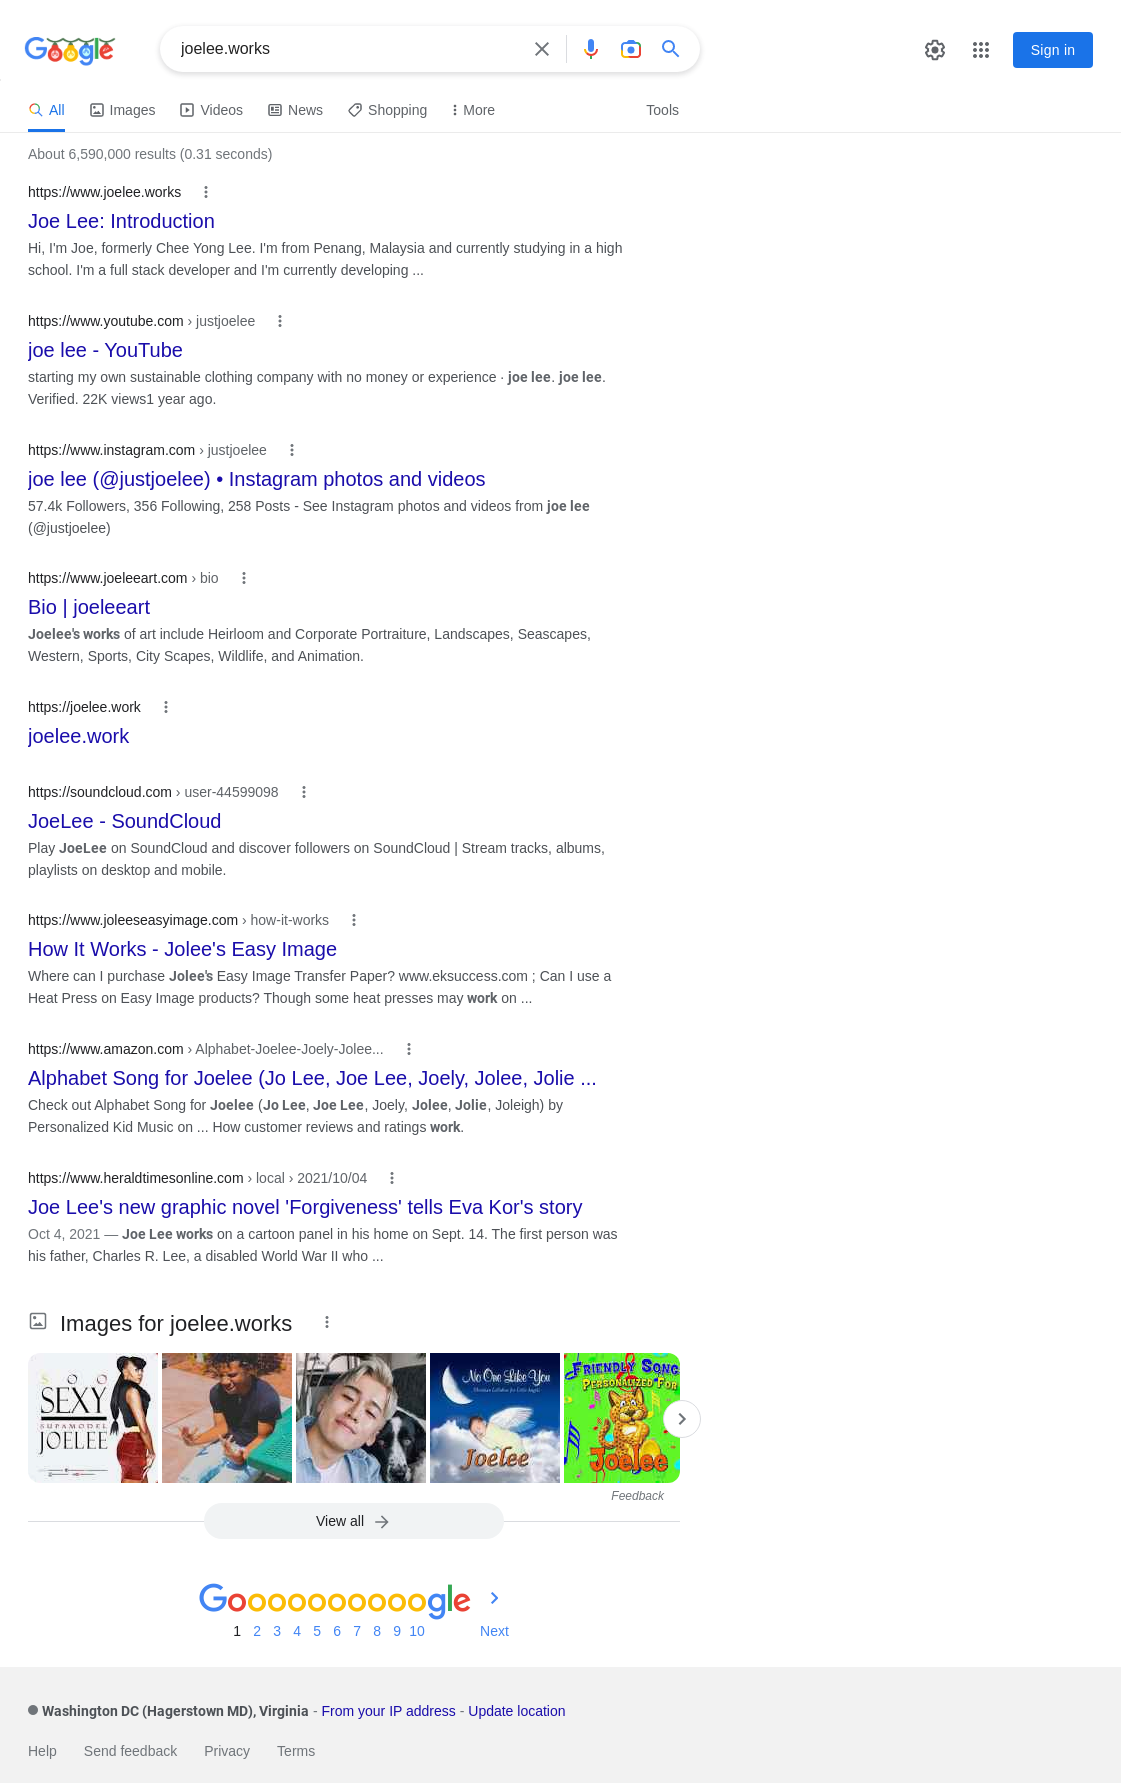 Google
joelee.works
Sign in
All Images Videos News Shopping More Tools
About 6,590,000 results (0.31 seconds)
https://www.joelee.works
Joe Lee: Introduction
Hi, I'm Joe, formerly Chee Yong Lee. I'm from Penang, Malaysia and currently studying in a high
school. I'm a full stack developer and I'm currently developing ...
https://www.youtube.com › justjoelee
joe lee - YouTube
starting my own sustainable clothing company with no money or experience · joe lee. joe lee.
Verified. 22K views1 year ago.
https://www.instagram.com › justjoelee
joe lee (@justjoelee) • Instagram photos and videos
57.4k Followers, 356 Following, 258 Posts - See Instagram photos and videos from joe lee
(@justjoelee)
https://www.joeleeart.com › bio
Bio | joeleeart
Joelee's works of art include Heirloom and Corporate Portraiture, Landscapes, Seascapes,
Western, Sports, City Scapes, Wildlife, and Animation.
https://joelee.work
joelee.work
https://soundcloud.com › user-44599098
JoeLee - SoundCloud
Play JoeLee on SoundCloud and discover followers on SoundCloud | Stream tracks, albums,
playlists on desktop and mobile.
https://www.joleeseasyimage.com › how-it-works
How It Works - Jolee's Easy Image
Where can I purchase Jolee's Easy Image Transfer Paper? www.eksuccess.com ; Can I use a
Heat Press on Easy Image products? Though some heat presses may work on ...
https://www.amazon.com › Alphabet-Joelee-Joely-Jolee...
Alphabet Song for Joelee (Jo Lee, Joe Lee, Joely, Jolee, Jolie ...
Check out Alphabet Song for Joelee (Jo Lee, Joe Lee, Joely, Jolee, Jolie, Joleigh) by
Personalized Kid Music on ... How customer reviews and ratings work.
https://www.heraldtimesonline.com › local › 2021/10/04
Joe Lee's new graphic novel 'Forgiveness' tells Eva Kor's story
Oct 4, 2021 — Joe Lee works on a cartoon panel in his home on Sept. 14. The first person was
his father, Charles R. Lee, a disabled World War II who ...
Images for joelee.works
SOO
SEXY
SUPAMODEL
JOELEE
No One Like You
Joelee
FRIENDLY SONG
PERSONALIZED FOR
Joelee
Feedback
View all
Goooooooooogle
1 2 3 4 5 6 7 8 9 10 Next
Washington DC (Hagerstown MD), Virginia - From your IP address - Update location
Help Send feedback Privacy Terms